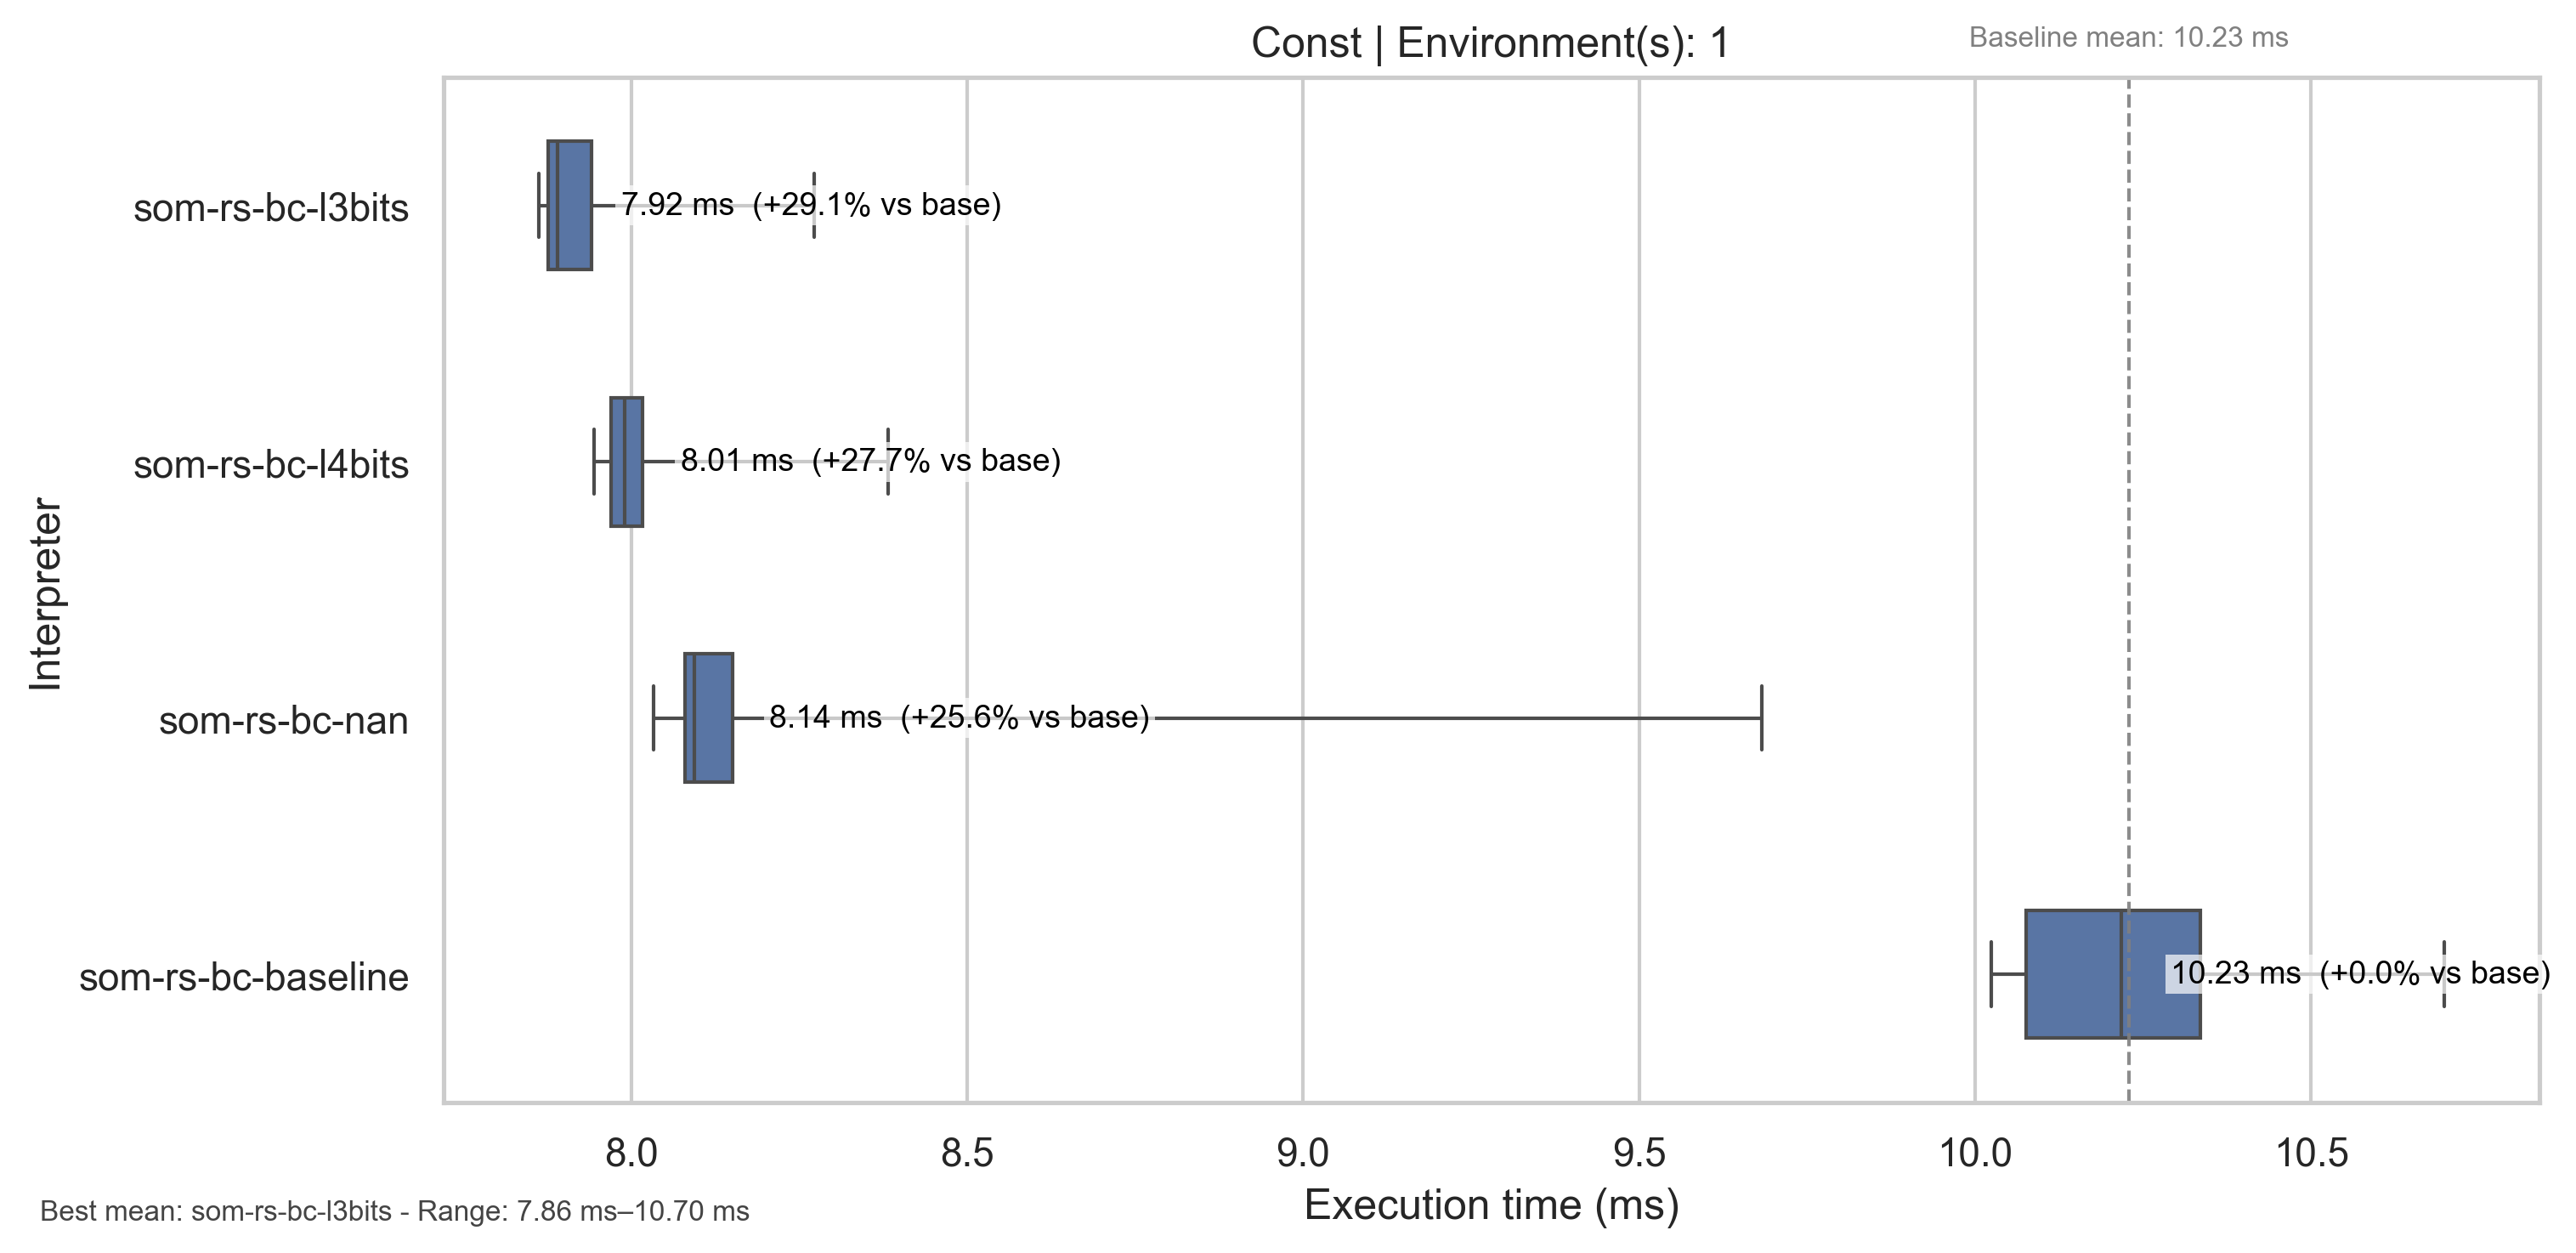 Const | Environment(s): 1
Baseline mean: 10.23 ms
Interpreter
som-rs-bc-l3bits
7.92 ms (+29.1% vs base)
som-rs-bc-l4bits
8.01 ms (+27.7% vs base)
som-rs-bc-nan
8.14 ms (+25.6% vs base)
som-rs-bc-baseline
10.23 ms (+0.0% vs base)
8.0 8.5 9.0 9.5 10.0 10.5
Execution time (ms)
Best mean: som-rs-bc-l3bits - Range: 7.86 ms–10.70 ms